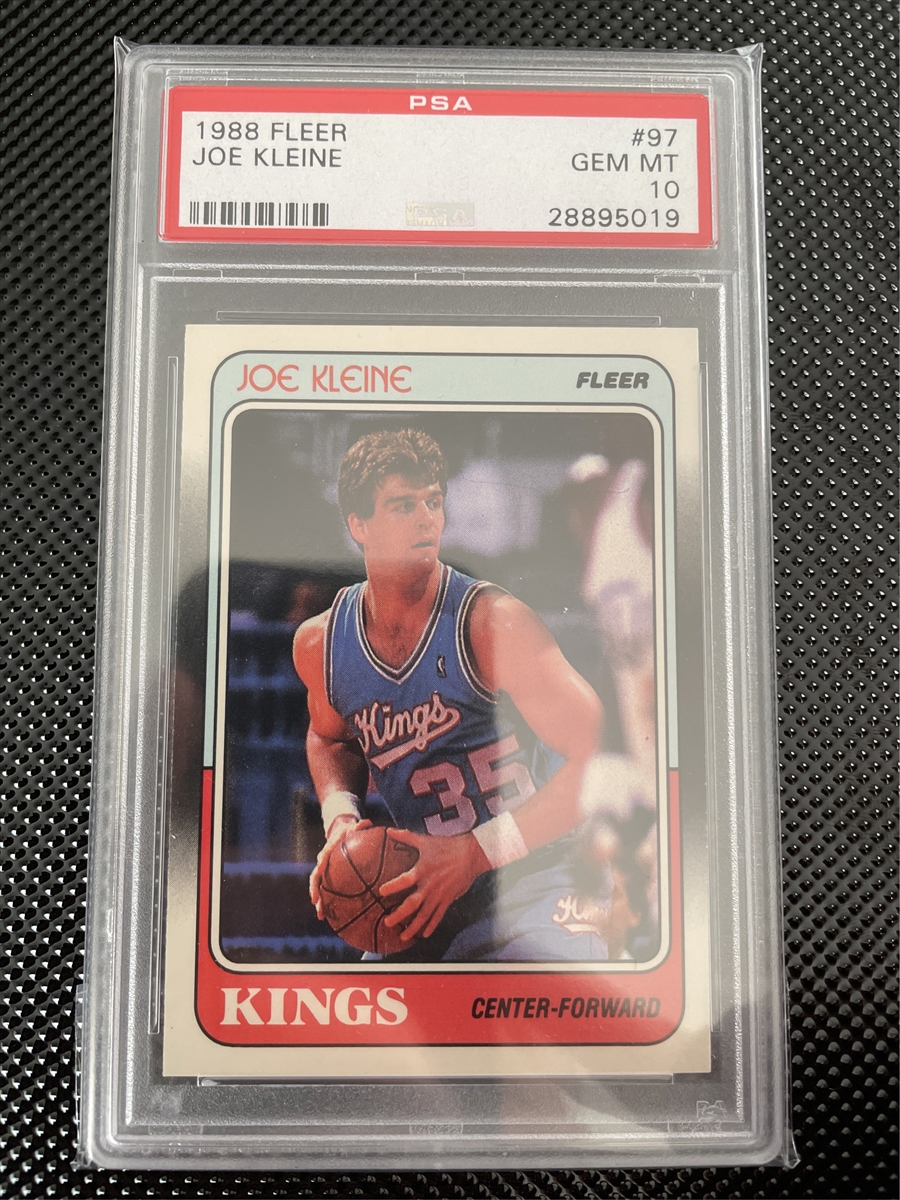 PSA
1988 FLEER #97
JOE KLEINE GEM MT
10
28895019
JOE KLEINE FLEER
Kings
35
KINGS CENTER-FORWARD